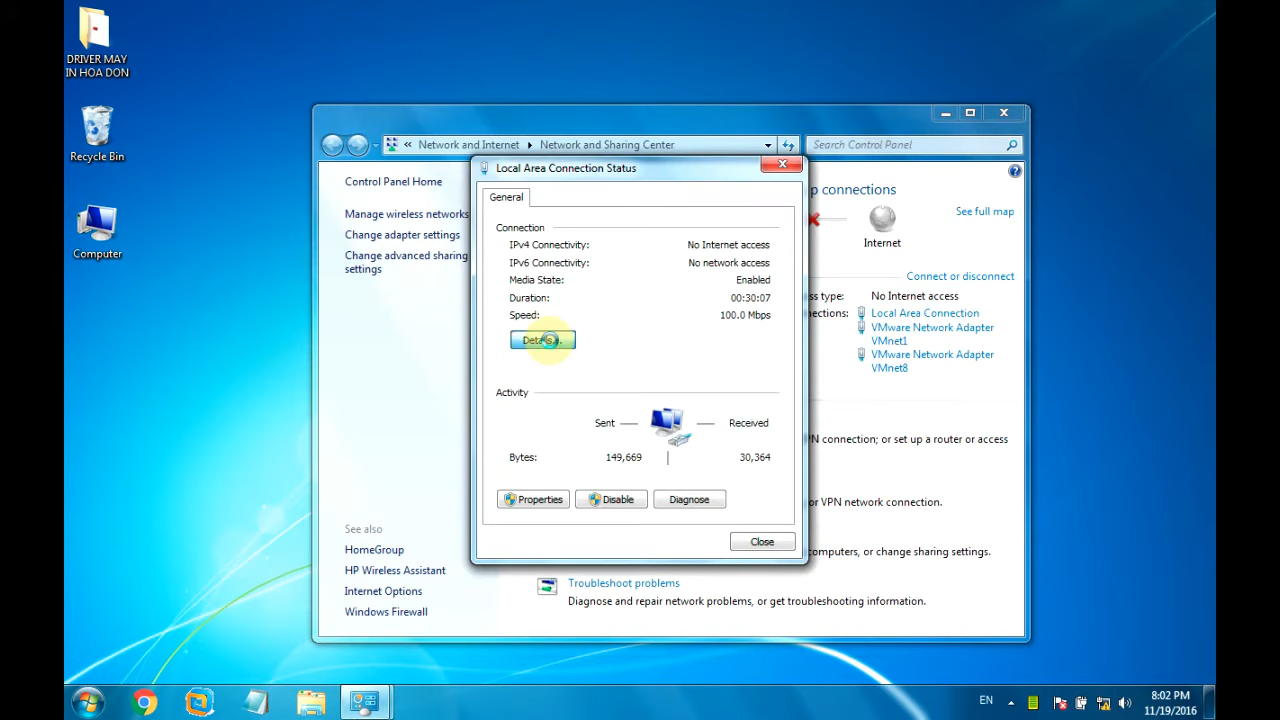 DRIVER MAY
IN HOA DON
Recycle Bin
Computer
« Network and Internet Network and Sharing Center
Search Control Panel
Control Panel Home
Manage wireless networks
Change adapter settings
Change advanced sharing
settings
See also
HomeGroup
HP Wireless Assistant
Internet Options
Windows Firewall
Local Area Connection Status
General
Connection
IPv4 Connectivity: No Internet access
IPv6 Connectivity: No network access
Media State: Enabled
Duration: 00:30:07
Speed: 100.0 Mbps
Activity
Sent Received
Bytes: 149,669 30,364
Properties Disable Diagnose
Close
p connections
See full map
Internet
Connect or disconnect
ss type: No Internet access
nections: Local Area Connection
VMware Network Adapter
VMnet1
VMware Network Adapter
VMnet8
PN connection; or set up a router or access
or VPN network connection.
omputers, or change sharing settings.
Troubleshoot problems
Diagnose and repair network problems, or get troubleshooting information.
EN
8:02 PM
11/19/2016